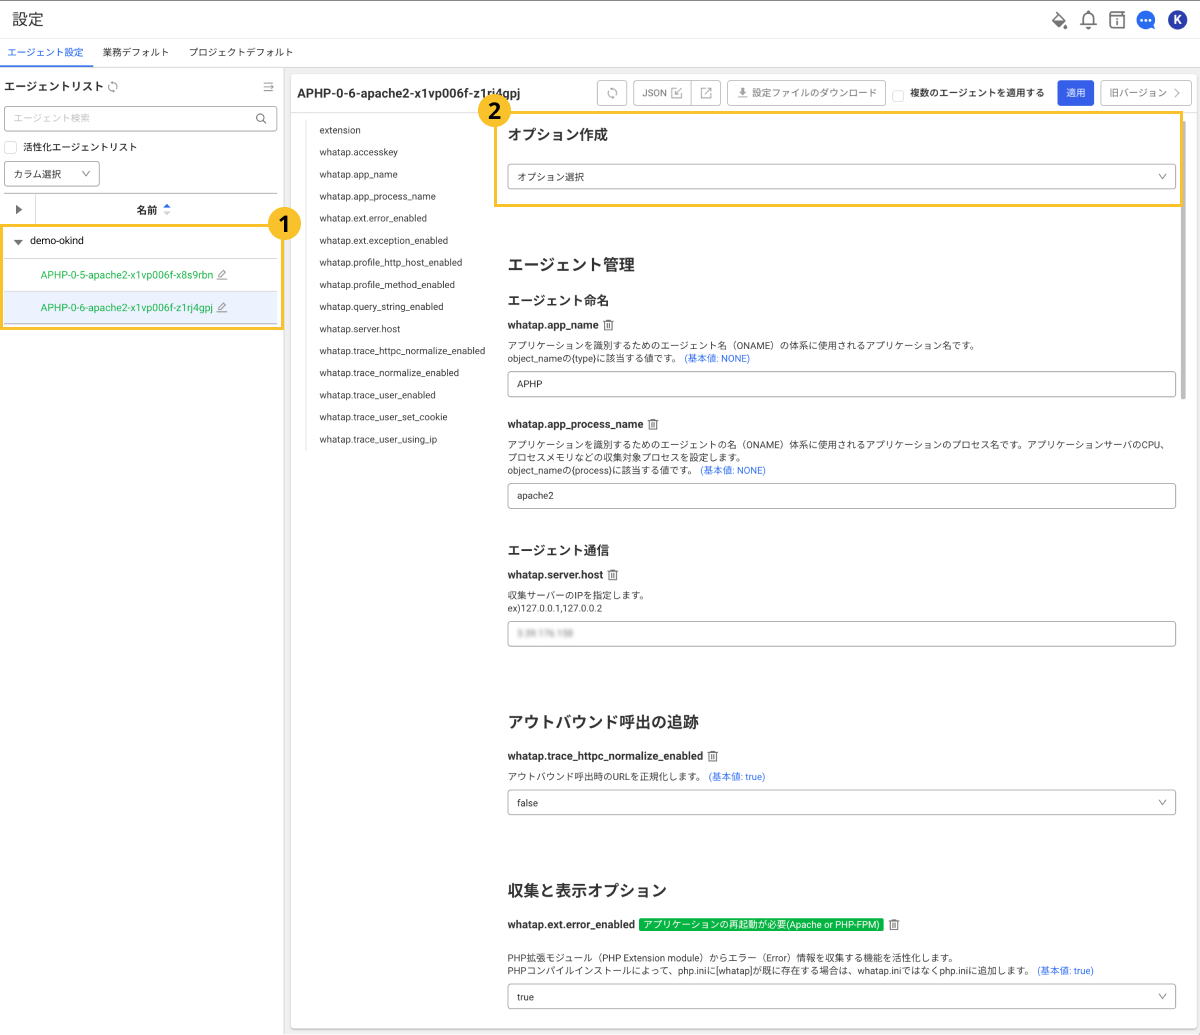 設定
K
エージェント設定 業務デフォルト プロジェクトデフォルト
エージェントリスト
エージェント検索
活性化エージェントリスト
カラム選択
名前
1
demo-okind
APHP-0-5-apache2-x1vp006f-x8s9rbn
APHP-0-6-apache2-x1vp006f-z1rj4gpj
APHP-0-6-apache2-x1vp006f-z1rj4gpj
JSON
設定ファイルのダウンロード
複数のエージェントを適用する
適用
旧バージョン
2
extension
whatap.accesskey
whatap.app_name
whatap.app_process_name
whatap.ext.error_enabled
whatap.ext.exception_enabled
whatap.profile_http_host_enabled
whatap.profile_method_enabled
whatap.query_string_enabled
whatap.server.host
whatap.trace_httpc_normalize_enabled
whatap.trace_normalize_enabled
whatap.trace_user_enabled
whatap.trace_user_set_cookie
whatap.trace_user_using_ip
オプション作成
オプション選択
エージェント管理
エージェント命名
whatap.app_name
アプリケーションを識別するためのエージェント名（ONAME）の体系に使用されるアプリケーション名です。
object_nameの{type}に該当する値です。 (基本値: NONE)
APHP
whatap.app_process_name
アプリケーションを識別するためのエージェントの名（ONAME）体系に使用されるアプリケーションのプロセス名です。アプリケーションサーバのCPU、
プロセスメモリなどの収集対象プロセスを設定します。
object_nameの{process}に該当する値です。 (基本値: NONE)
apache2
エージェント通信
whatap.server.host
収集サーバーのIPを指定します。
ex)127.0.0.1,127.0.0.2
アウトバウンド呼出の追跡
whatap.trace_httpc_normalize_enabled
アウトバウンド呼出時のURLを正規化します。 (基本値: true)
false
収集と表示オプション
whatap.ext.error_enabled アプリケーションの再起動が必要(Apache or PHP-FPM)
PHP拡張モジュール（PHP Extension module）からエラー（Error）情報を収集する機能を活性化します。
PHPコンパイルインストールによって、php.iniに[whatap]が既に存在する場合は、whatap.iniではなくphp.iniに追加します。 (基本値: true)
true